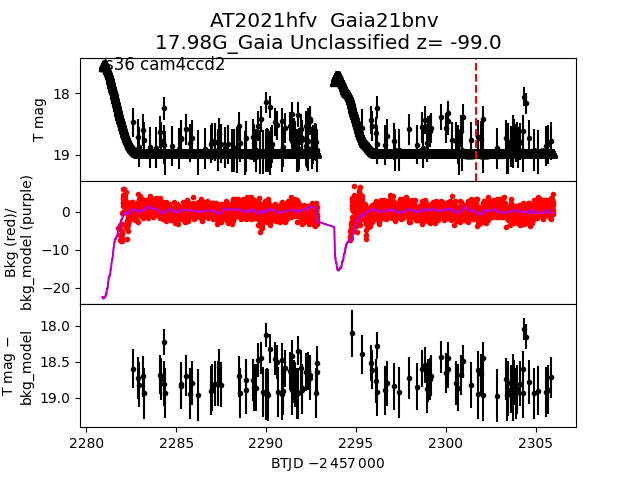 AT2021hfv Gaia21bnv
17.98G_Gaia Unclassified z= -99.0
s36 cam4ccd2
T mag
18
19
Bkg (red)/
bkg_model (purple)
0
−10
−20
T mag −
bkg_model
18.0
18.5
19.0
2280 2285 2290 2295 2300 2305
BTJD −2 457 000